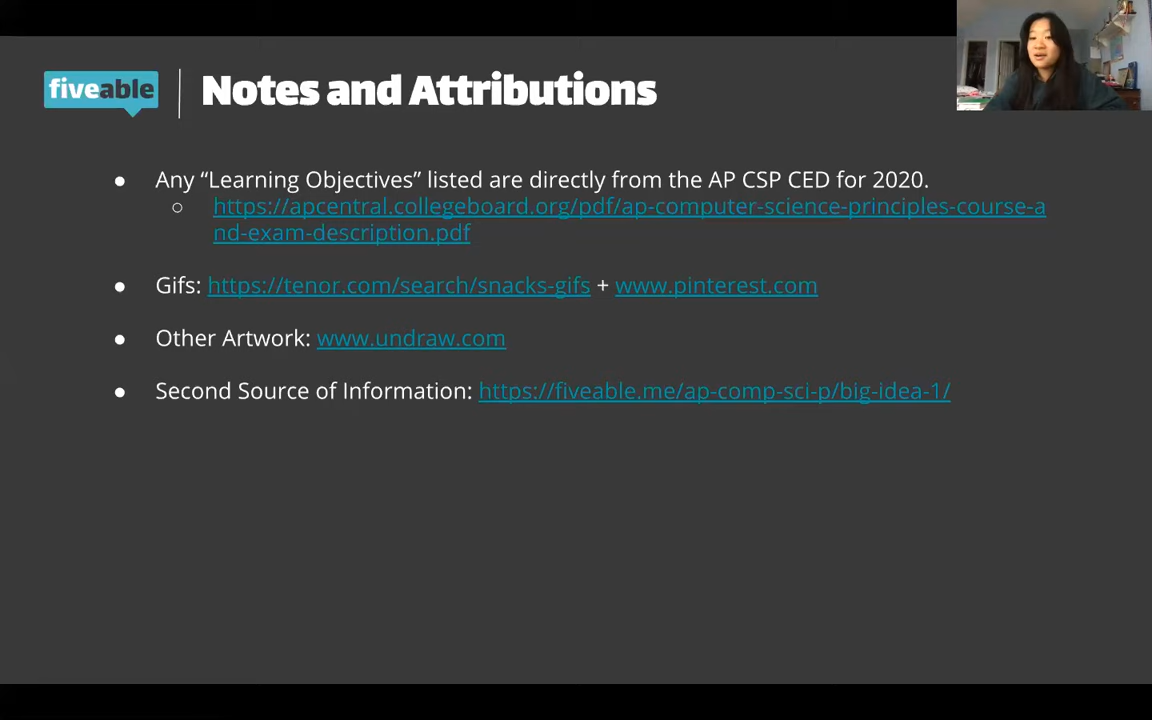 fiveable
Notes and Attributions
● Any “Learning Objectives” listed are directly from the AP CSP CED for 2020.
○ https://apcentral.collegeboard.org/pdf/ap-computer-science-principles-course-a
nd-exam-description.pdf
● Gifs: https://tenor.com/search/snacks-gifs + www.pinterest.com
● Other Artwork: www.undraw.com
● Second Source of Information: https://fiveable.me/ap-comp-sci-p/big-idea-1/